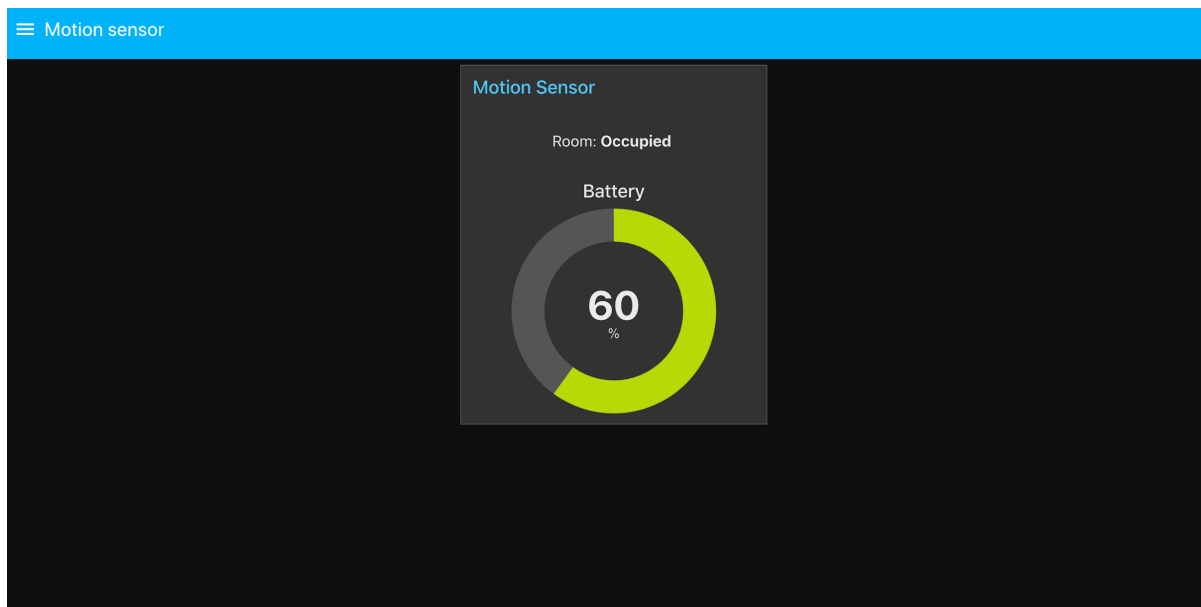 Motion sensor
Motion Sensor
Room: Occupied
Battery
60
%